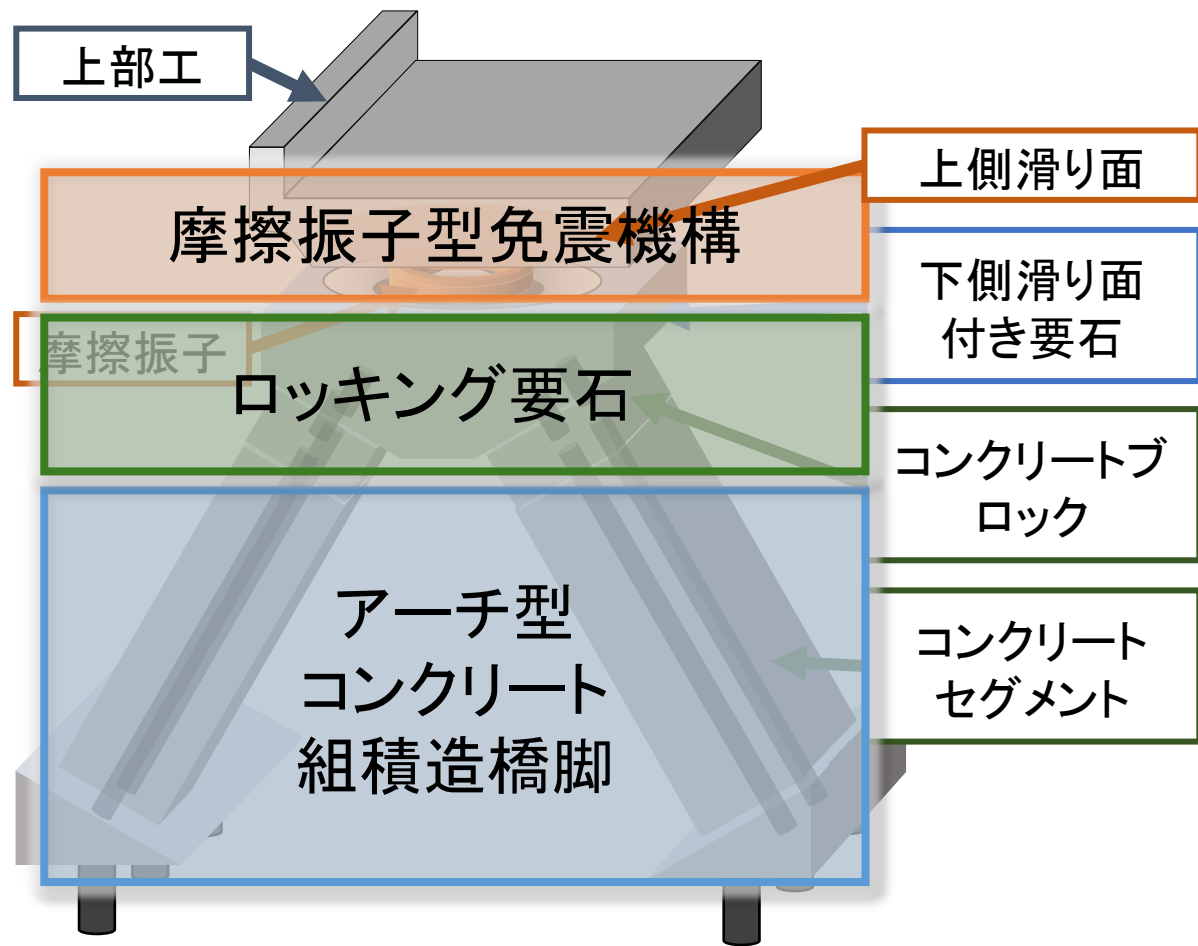 上部工
上側滑り面
摩擦振子型免震機構
下側滑り面
付き要石
摩擦振子
ロッキング要石
コンクリートブ
ロック
アーチ型
コンクリート
組積造橋脚
コンクリート
セグメント